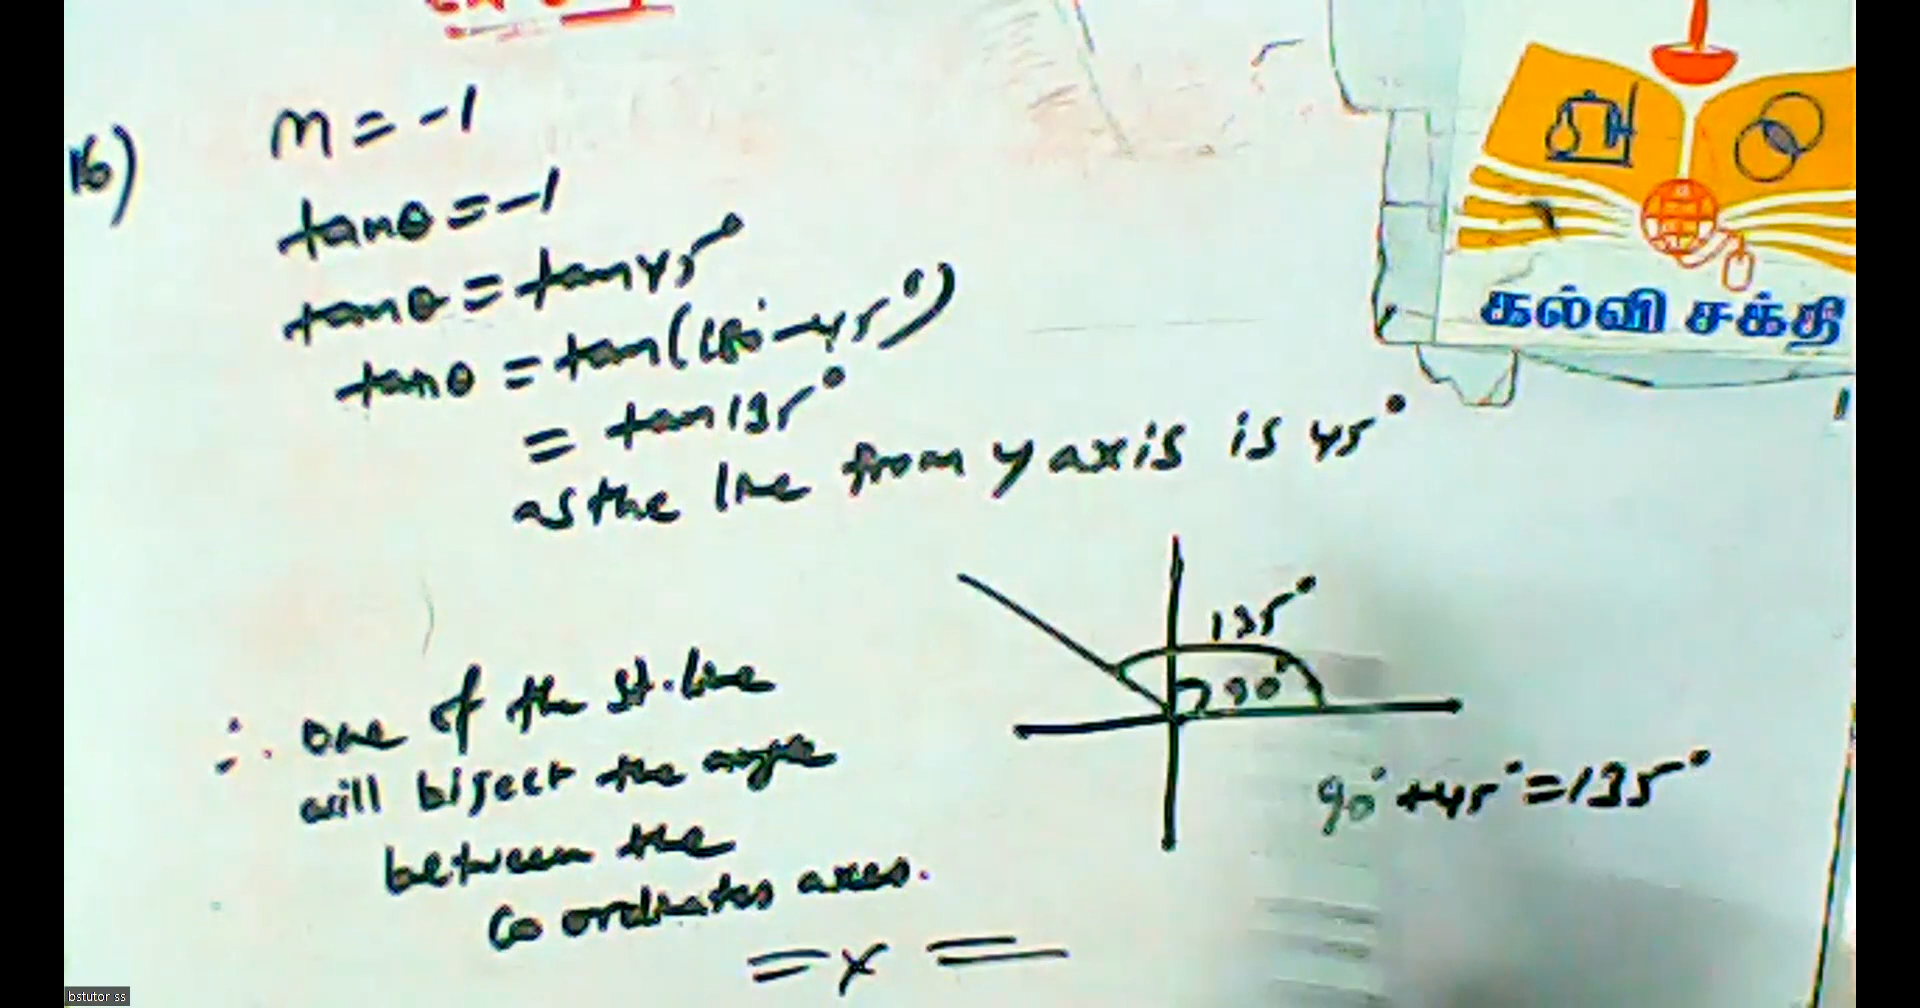 16)
m = -1
tanθ = -1
tanθ = tan45°
tanθ = tan(180°-45°)
= tan135°
as the line from y axis is 45°
கல்வி சக்தி
135°
90°
90°+45°=135°
∴ one of the st.line
will bisect the angle
between the
Coordinates axes.
= x =
bstutor ss